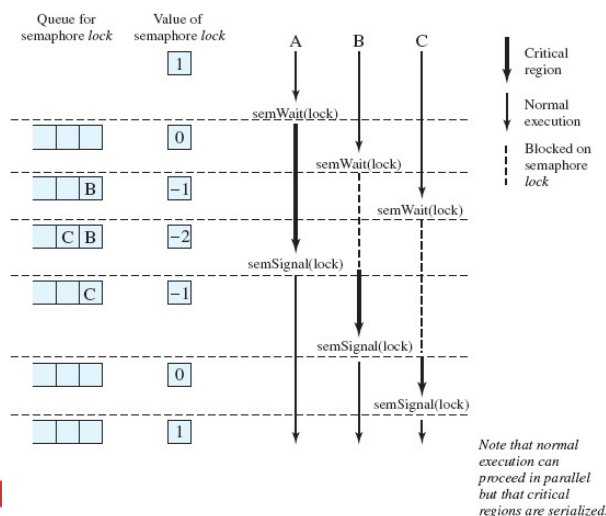 Queue for
semaphore lock
Value of
semaphore lock
A
B
C
1
Critical
region
Normal
execution
Blocked on
semaphore
lock
semWait(lock)
0
semWait(lock)
B
−1
semWait(lock)
C B
−2
semSignal(lock)
C
−1
semSignal(lock)
0
semSignal(lock)
1
Note that normal
execution can
proceed in parallel
but that critical
regions are serialized.